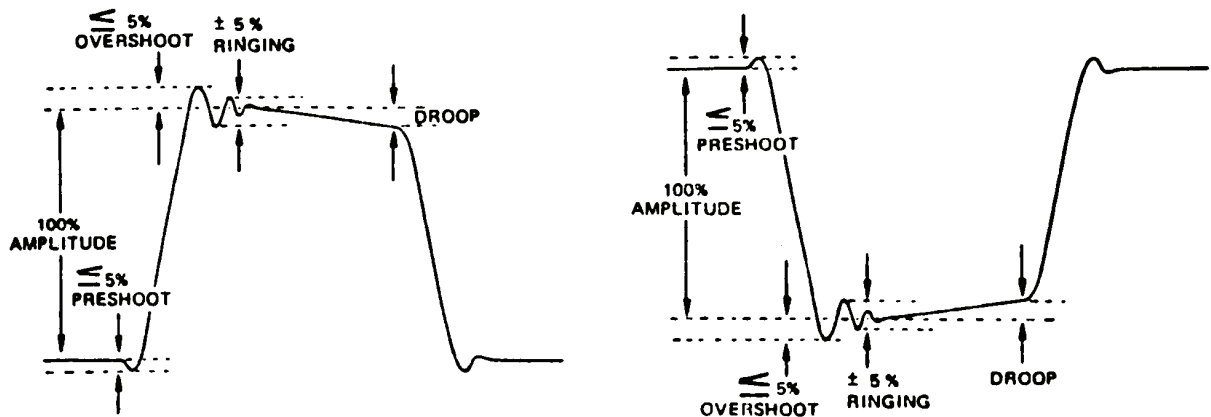 ≦ 5%
OVERSHOOT
± 5%
RINGING
DROOP
100%
AMPLITUDE
≦ 5%
PRESHOOT
≦ 5%
PRESHOOT
100%
AMPLITUDE
≦ 5%
OVERSHOOT
± 5%
RINGING
DROOP